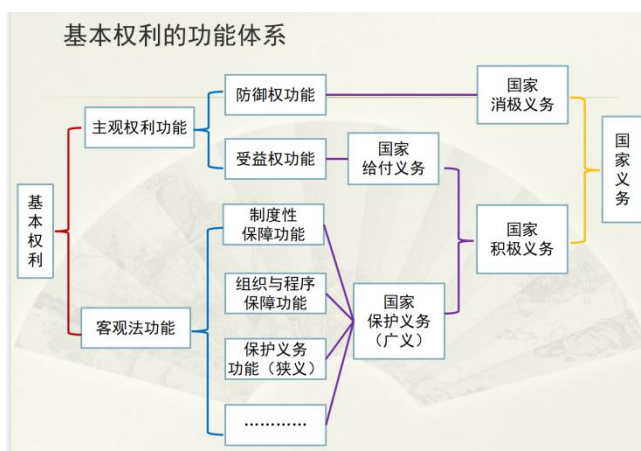 基本权利的功能体系
防御权功能
国家
消极义务
主观权利功能
受益权功能
国家
给付义务
国
家
义
务
基
本
权
利
制度性
保障功能
国家
积极义务
组织与程序
保障功能
国家
保护义务
（广义）
客观法功能
保护义务
功能（狭义）
…………